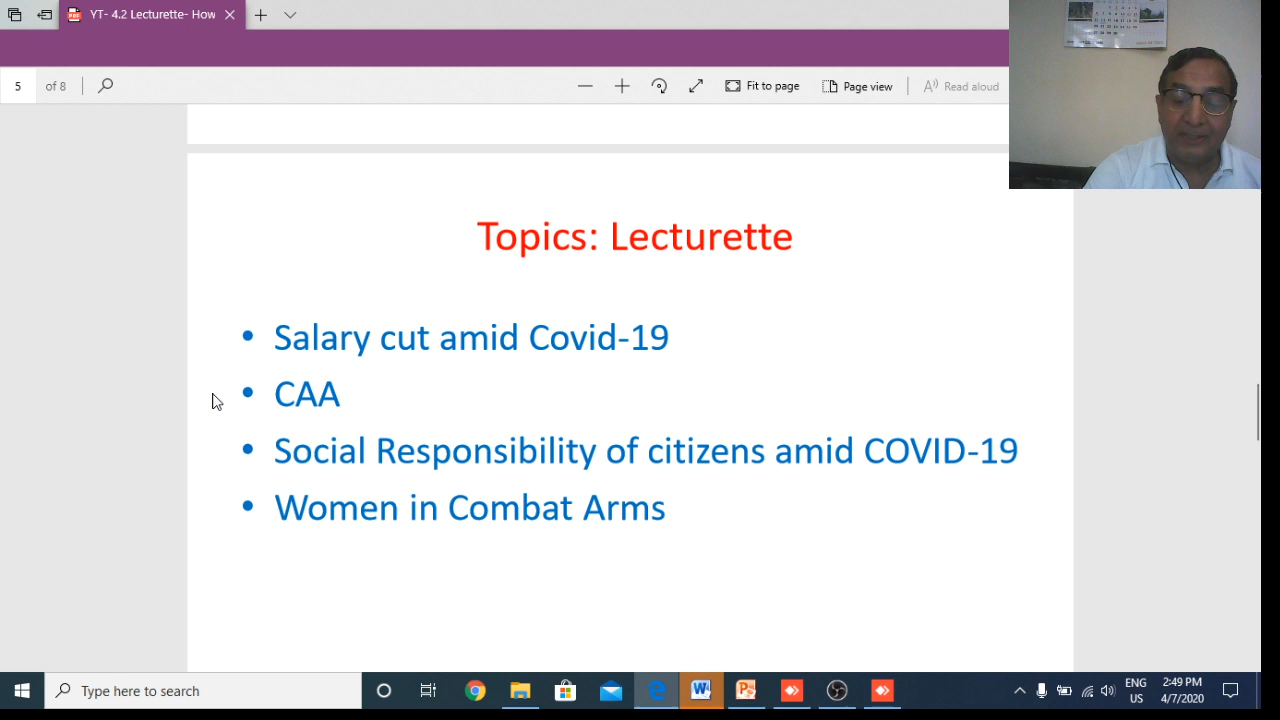 YT- 4.2 Lecturette- How
5 of 8
Fit to page
Page view
Read aloud
Topics: Lecturette
• Salary cut amid Covid-19
• CAA
• Social Responsibility of citizens amid COVID-19
• Women in Combat Arms
Type here to search
ENG
US
2:49 PM
4/7/2020